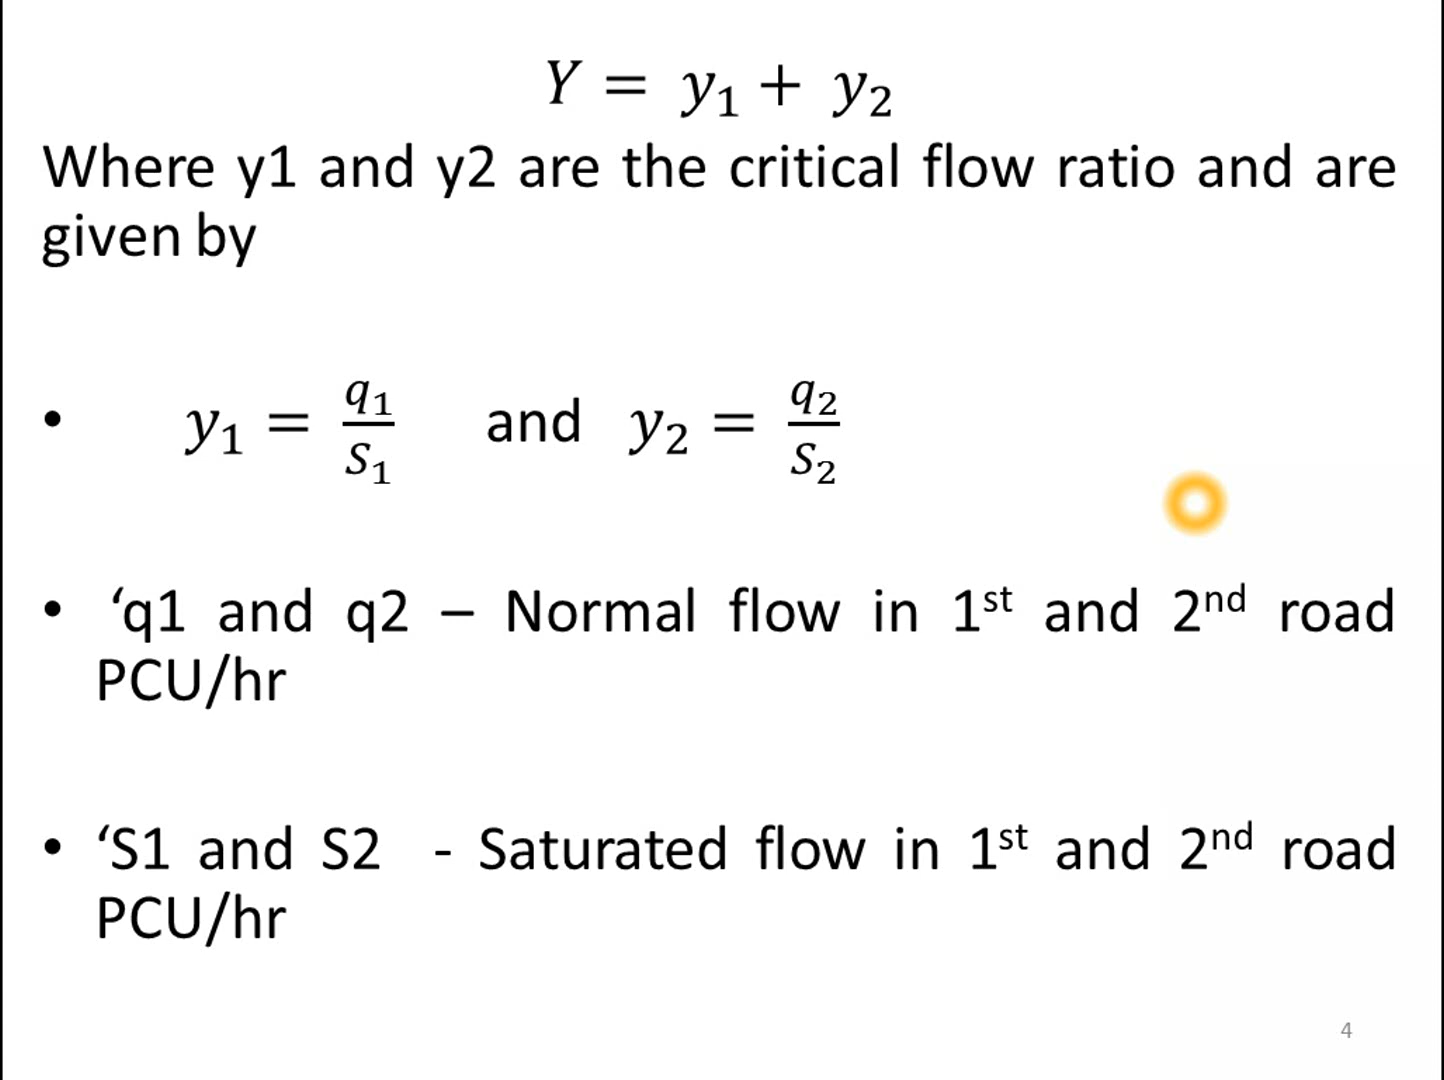 Y = y₁ + y₂
Where y1 and y2 are the critical flow ratio and are
given by
• y₁ = q₁/S₁ and y₂ = q₂/S₂
• ‘q1 and q2 – Normal flow in 1st and 2nd road
PCU/hr
• ‘S1 and S2 - Saturated flow in 1st and 2nd road
PCU/hr
4